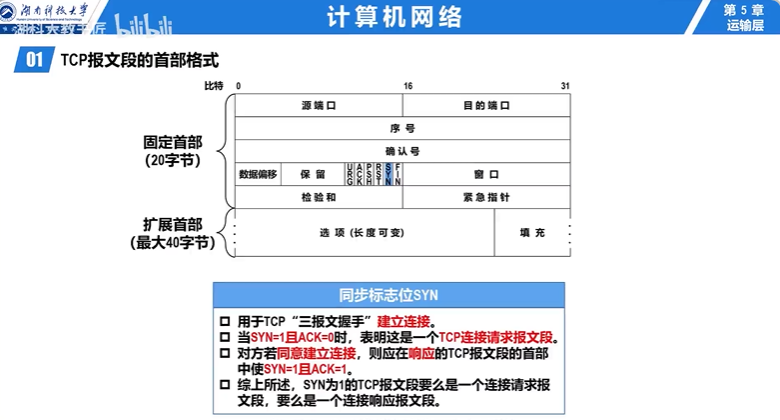 湖南科技大学
计算机网络
第 5 章
运输层
湖科大教书匠 bilibili
01 TCP报文段的首部格式
比特 0 16 31
源 端 口 目 的 端 口
序 号
确 认 号
固定首部
(20字节)
数据偏移 保 留 URG ACK PSH RST SYN FIN 窗 口
检 验 和 紧 急 指 针
扩展首部
(最大40字节)
选 项 (长 度 可 变) 填 充
同步标志位SYN
用于TCP“三报文握手”建立连接。
当SYN=1且ACK=0时，表明这是一个TCP连接请求报文段。
对方若同意建立连接，则应在响应的TCP报文段的首部
中使SYN=1且ACK=1。
综上所述，SYN为1的TCP报文段要么是一个连接请求报
文段，要么是一个连接响应报文段。